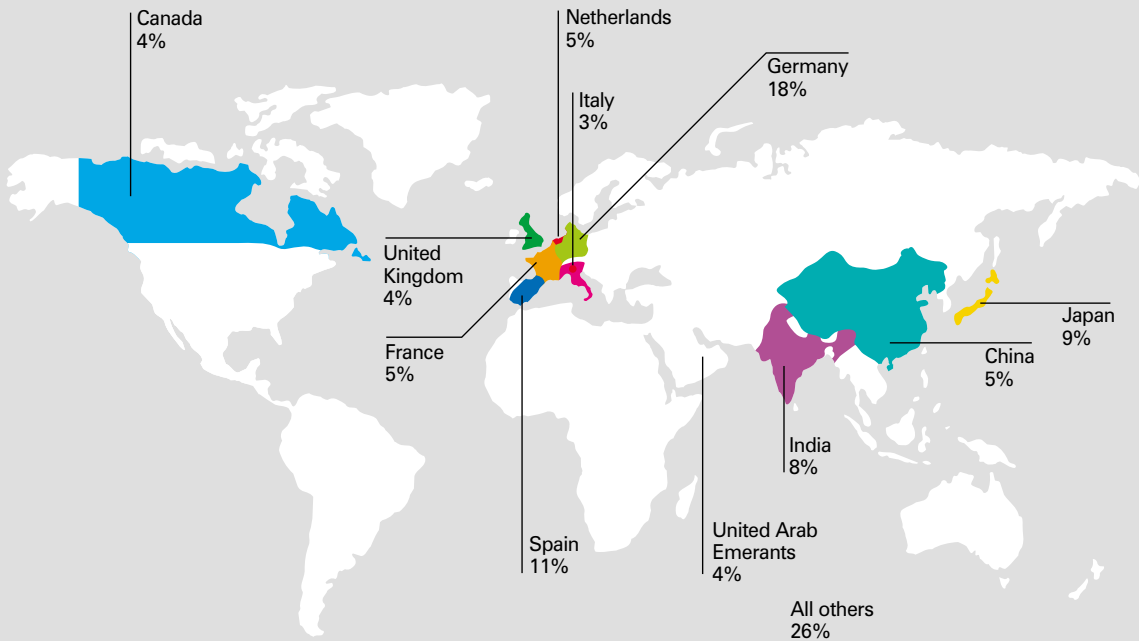 Canada
4%
Netherlands
5%
Germany
18%
Italy
3%
United
Kingdom
4%
France
5%
Japan
9%
China
5%
India
8%
Spain
11%
United Arab
Emerants
4%
All others
26%